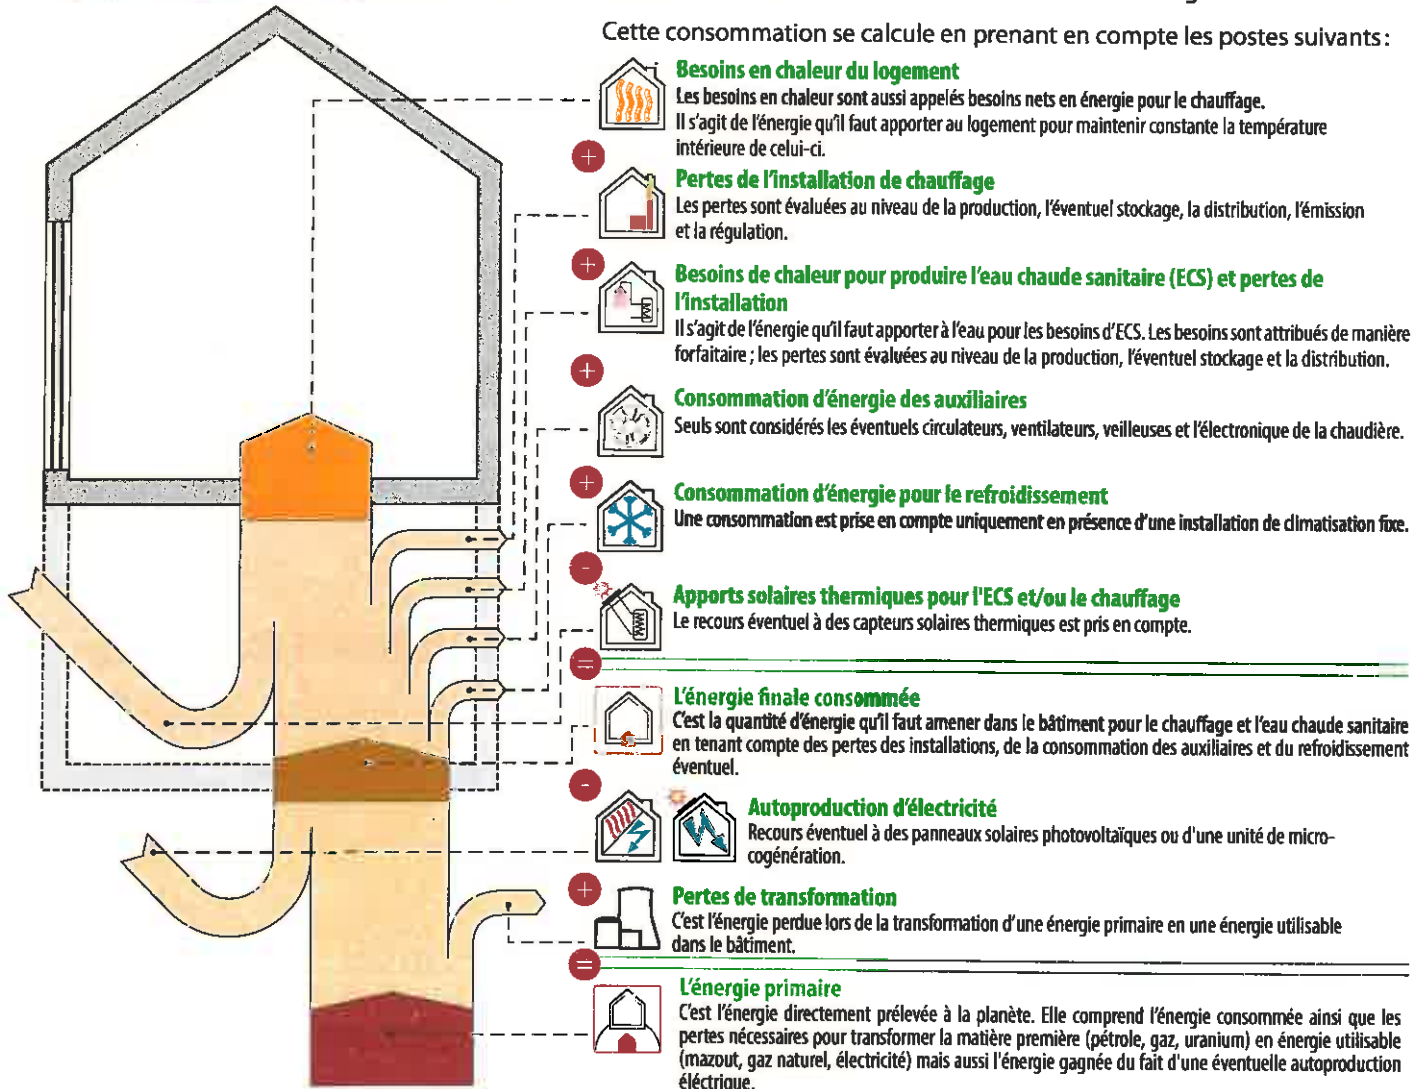 Cette consommation se calcule en prenant en compte les postes suivants:
Besoins en chaleur du logement
Les besoins en chaleur sont aussi appelés besoins nets en énergie pour le chauffage.
Il s'agit de l'énergie qu'il faut apporter au logement pour maintenir constante la température
intérieure de celui-ci.
+
Pertes de l'installation de chauffage
Les pertes sont évaluées au niveau de la production, l'éventuel stockage, la distribution, l'émission
et la régulation.
+
Besoins de chaleur pour produire l'eau chaude sanitaire (ECS) et pertes de
l'installation
Il s'agit de l'énergie qu'il faut apporter à l'eau pour les besoins d'ECS. Les besoins sont attribués de manière
forfaitaire ; les pertes sont évaluées au niveau de la production, l'éventuel stockage et la distribution.
+
Consommation d'énergie des auxiliaires
Seuls sont considérés les éventuels circulateurs, ventilateurs, veilleuses et l'électronique de la chaudière.
+
Consommation d'énergie pour le refroidissement
Une consommation est prise en compte uniquement en présence d'une installation de climatisation fixe.
-
Apports solaires thermiques pour l'ECS et/ou le chauffage
Le recours éventuel à des capteurs solaires thermiques est pris en compte.
=
L'énergie finale consommée
C'est la quantité d'énergie qu'il faut amener dans le bâtiment pour le chauffage et l'eau chaude sanitaire
en tenant compte des pertes des installations, de la consommation des auxiliaires et du refroidissement
éventuel.
-
Autoproduction d'électricité
Recours éventuel à des panneaux solaires photovoltaïques ou d'une unité de micro-
cogénération.
+
Pertes de transformation
C'est l'énergie perdue lors de la transformation d'une énergie primaire en une énergie utilisable
dans le bâtiment.
=
L'énergie primaire
C'est l'énergie directement prélevée à la planète. Elle comprend l'énergie consommée ainsi que les
pertes nécessaires pour transformer la matière première (pétrole, gaz, uranium) en énergie utilisable
(mazout, gaz naturel, électricité) mais aussi l'énergie gagnée du fait d'une éventuelle autoproduction
éléctrique.